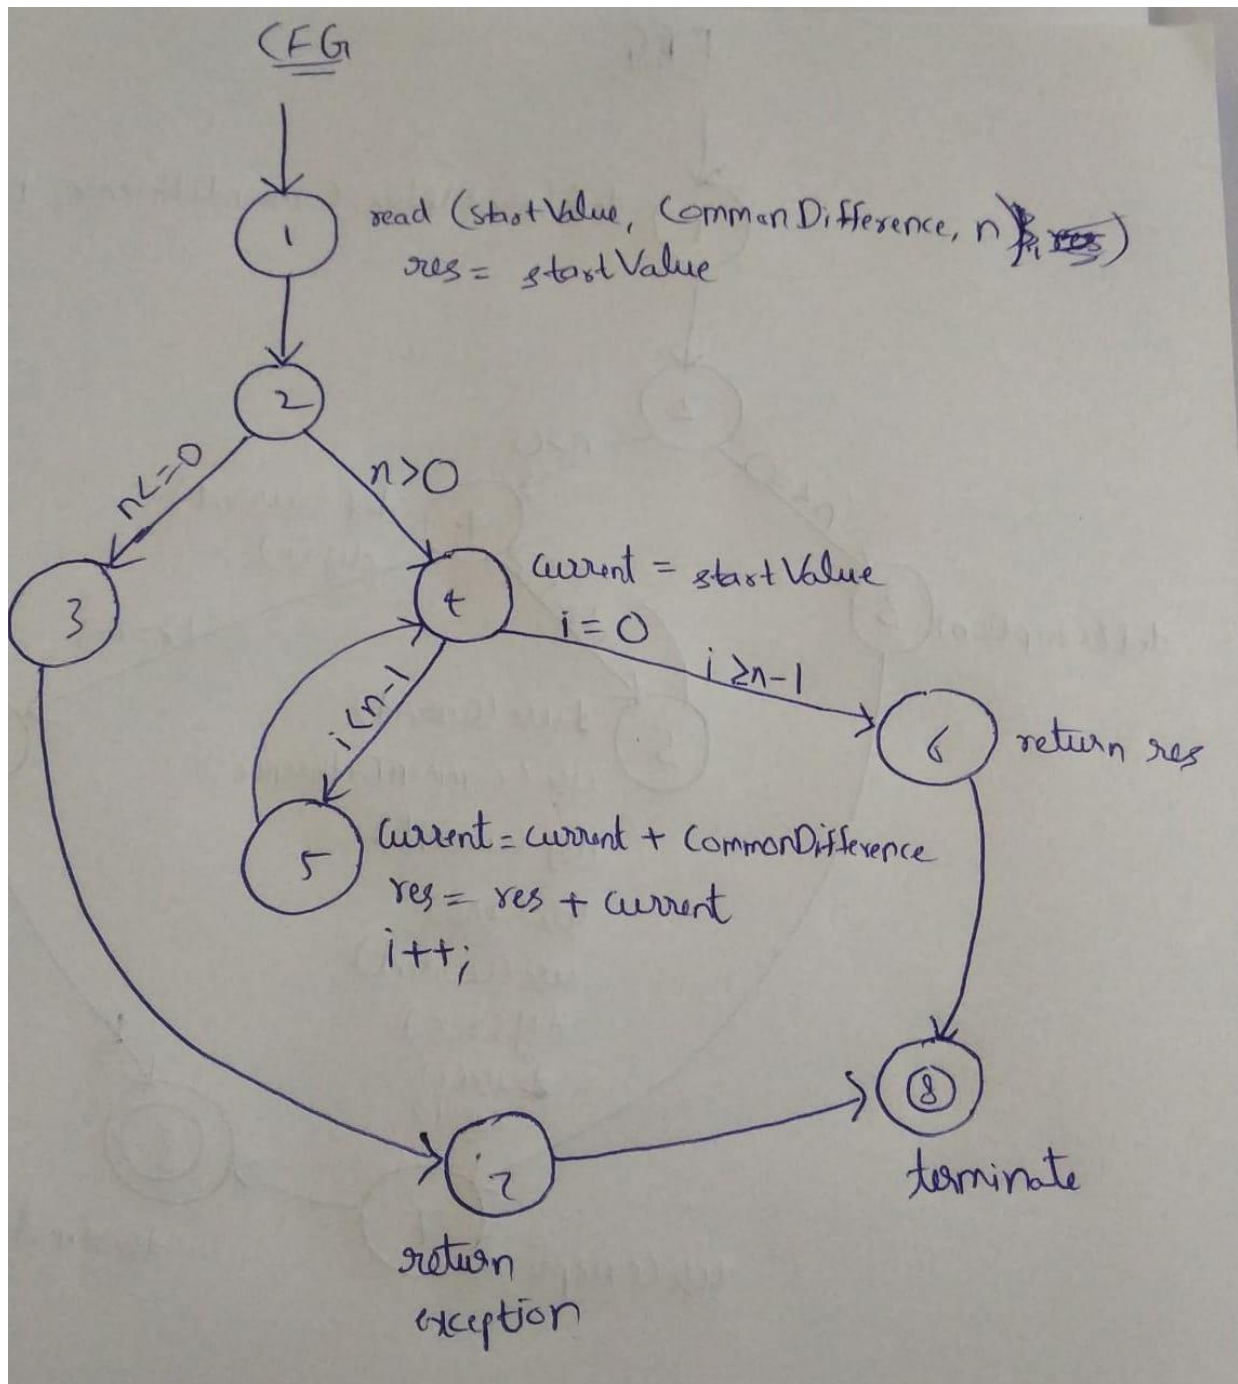 CFG
1
read (startValue, CommonDifference, n)
res = startValue
2
n<=0
n>0
3
4
current = startValue
i = 0
i ≥n-1
i<n-1
6
return res
5
current = current + CommonDifference
res = res + current
i++;
8
terminate
7
return
exception